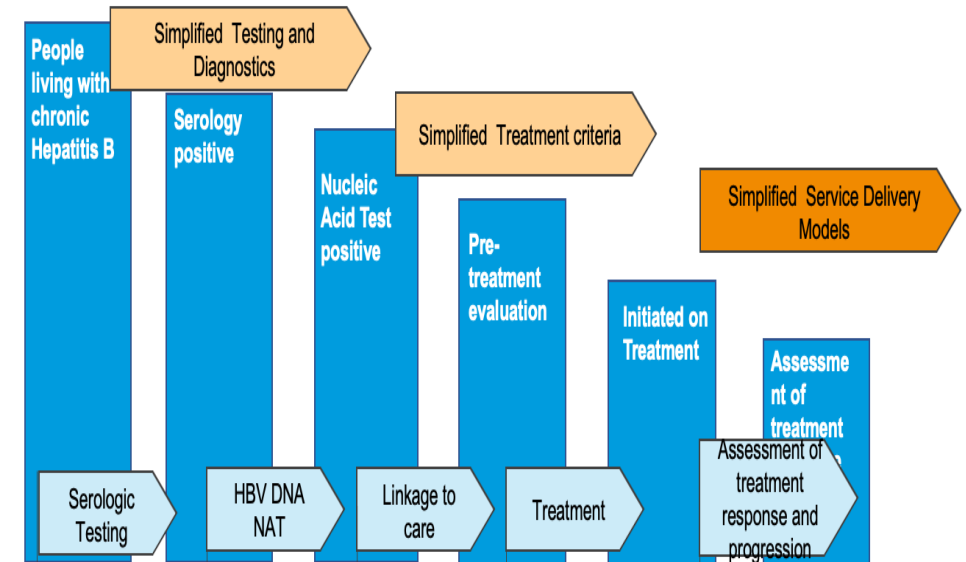 People
living with
chronic
Hepatitis B
Simplified Testing and
Diagnostics
Serology
positive
Nucleic
Acid Test
positive
Simplified Treatment criteria
Pre-
treatment
evaluation
Simplified Service Delivery
Models
Initiated on
Treatment
Assessme
nt of
treatment
Serologic
Testing
HBV DNA
NAT
Linkage to
care
Treatment
Assessment of
treatment
response and
progression